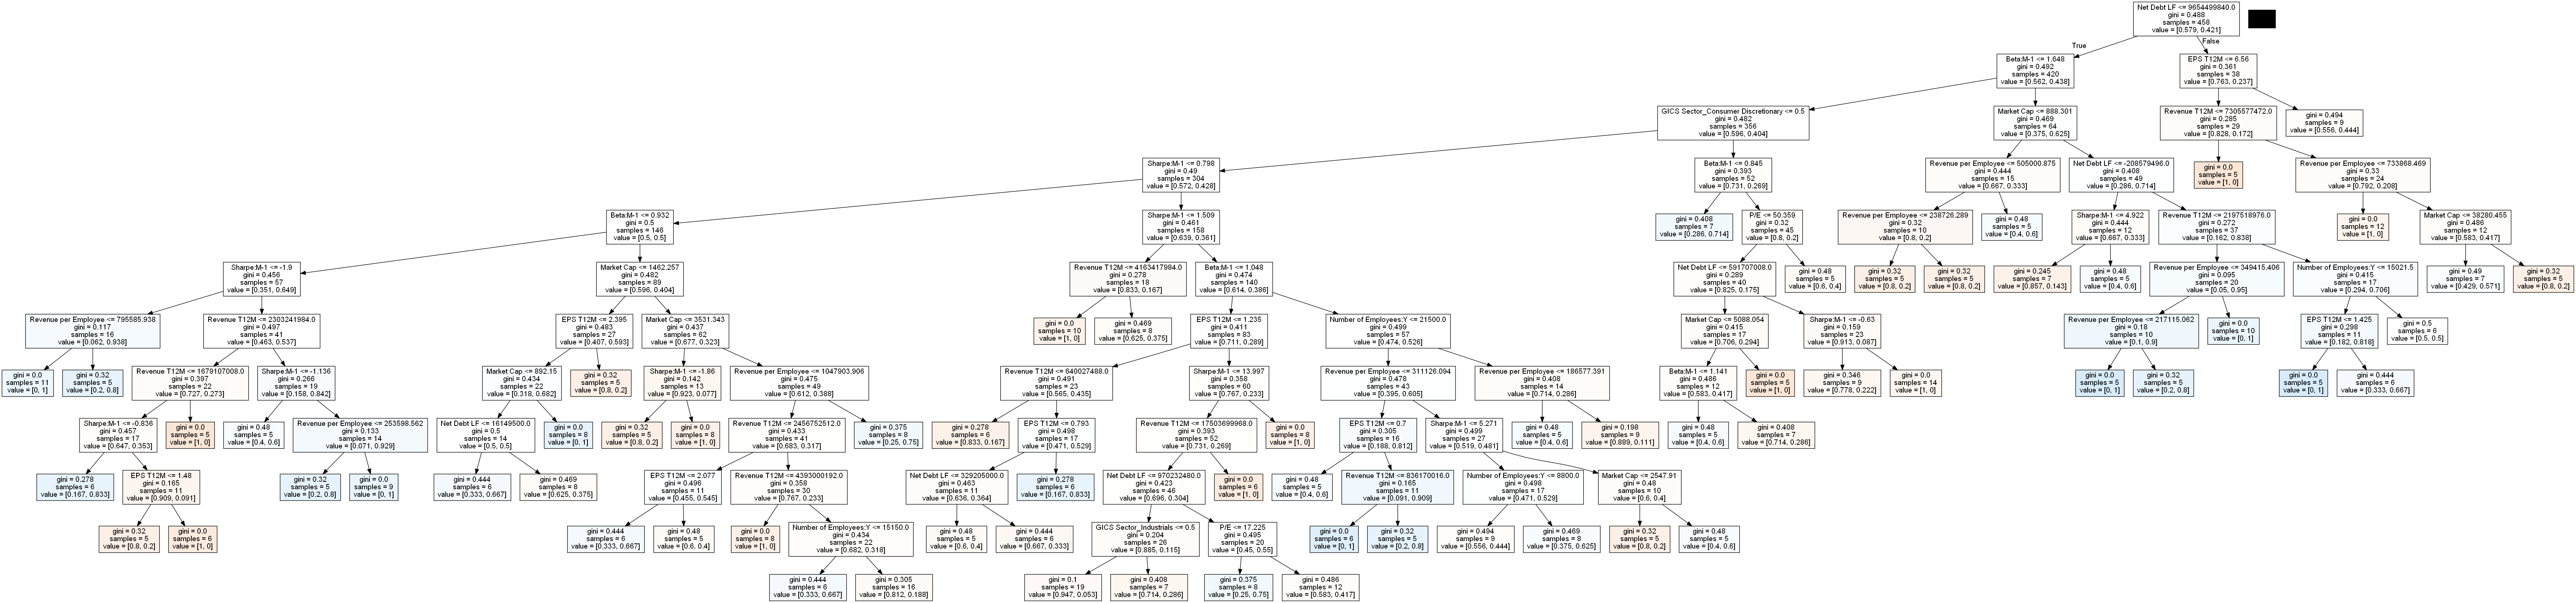 Net Debt LF <= 9654499840.0
gini = 0.488
samples = 458
value = [0.579, 0.421]
True
False
Beta:M-1 <= 1.648
gini = 0.492
samples = 420
value = [0.562, 0.438]
EPS T12M <= 6.56
gini = 0.361
samples = 38
value = [0.763, 0.237]
GICS Sector_Consumer Discretionary <= 0.5
gini = 0.482
samples = 356
value = [0.596, 0.404]
Market Cap <= 888.301
gini = 0.469
samples = 64
value = [0.375, 0.625]
Revenue T12M <= 7305577472.0
gini = 0.285
samples = 29
value = [0.828, 0.172]
gini = 0.494
samples = 9
value = [0.556, 0.444]
Sharpe:M-1 <= 0.798
gini = 0.49
samples = 304
value = [0.572, 0.428]
Beta:M-1 <= 0.845
gini = 0.393
samples = 52
value = [0.731, 0.269]
Revenue per Employee <= 505000.875
gini = 0.444
samples = 15
value = [0.667, 0.333]
Net Debt LF <= -208579496.0
gini = 0.408
samples = 49
value = [0.286, 0.714]
gini = 0.0
samples = 5
value = [1, 0]
Revenue per Employee <= 733868.469
gini = 0.33
samples = 24
value = [0.792, 0.208]
Beta:M-1 <= 0.932
gini = 0.5
samples = 146
value = [0.5, 0.5]
Sharpe:M-1 <= 1.509
gini = 0.461
samples = 158
value = [0.639, 0.361]
gini = 0.408
samples = 7
value = [0.286, 0.714]
P/E <= 50.359
gini = 0.32
samples = 45
value = [0.8, 0.2]
Revenue per Employee <= 238726.289
gini = 0.32
samples = 10
value = [0.8, 0.2]
gini = 0.48
samples = 5
value = [0.4, 0.6]
Sharpe:M-1 <= 4.922
gini = 0.444
samples = 12
value = [0.667, 0.333]
Revenue T12M <= 2197518976.0
gini = 0.272
samples = 37
value = [0.162, 0.838]
gini = 0.0
samples = 12
value = [1, 0]
Market Cap <= 38280.455
gini = 0.486
samples = 12
value = [0.583, 0.417]
Sharpe:M-1 <= -1.9
gini = 0.456
samples = 57
value = [0.351, 0.649]
Market Cap <= 1462.257
gini = 0.482
samples = 89
value = [0.596, 0.404]
Revenue T12M <= 4163417984.0
gini = 0.278
samples = 18
value = [0.833, 0.167]
Beta:M-1 <= 1.048
gini = 0.474
samples = 140
value = [0.614, 0.386]
Net Debt LF <= 591707008.0
gini = 0.289
samples = 40
value = [0.825, 0.175]
gini = 0.48
samples = 5
value = [0.6, 0.4]
gini = 0.32
samples = 5
value = [0.8, 0.2]
gini = 0.32
samples = 5
value = [0.8, 0.2]
gini = 0.245
samples = 7
value = [0.857, 0.143]
gini = 0.48
samples = 5
value = [0.4, 0.6]
Revenue per Employee <= 349415.406
gini = 0.095
samples = 20
value = [0.05, 0.95]
Number of Employees:Y <= 15021.5
gini = 0.415
samples = 17
value = [0.294, 0.706]
gini = 0.49
samples = 7
value = [0.429, 0.571]
gini = 0.32
samples = 5
value = [0.8, 0.2]
Revenue per Employee <= 795585.938
gini = 0.117
samples = 16
value = [0.062, 0.938]
Revenue T12M <= 2303241984.0
gini = 0.497
samples = 41
value = [0.463, 0.537]
EPS T12M <= 2.395
gini = 0.483
samples = 27
value = [0.407, 0.593]
Market Cap <= 3531.343
gini = 0.437
samples = 62
value = [0.677, 0.323]
gini = 0.0
samples = 10
value = [1, 0]
gini = 0.469
samples = 8
value = [0.625, 0.375]
EPS T12M <= 1.235
gini = 0.411
samples = 83
value = [0.711, 0.289]
Number of Employees:Y <= 21500.0
gini = 0.499
samples = 57
value = [0.474, 0.526]
Market Cap <= 5088.054
gini = 0.415
samples = 17
value = [0.706, 0.294]
Sharpe:M-1 <= -0.63
gini = 0.159
samples = 23
value = [0.913, 0.087]
Revenue per Employee <= 217115.062
gini = 0.18
samples = 10
value = [0.1, 0.9]
gini = 0.0
samples = 10
value = [0, 1]
EPS T12M <= 1.425
gini = 0.298
samples = 11
value = [0.182, 0.818]
gini = 0.5
samples = 6
value = [0.5, 0.5]
gini = 0.0
samples = 11
value = [0, 1]
gini = 0.32
samples = 5
value = [0.2, 0.8]
Revenue T12M <= 1679107008.0
gini = 0.397
samples = 22
value = [0.727, 0.273]
Sharpe:M-1 <= -1.136
gini = 0.266
samples = 19
value = [0.158, 0.842]
Market Cap <= 892.15
gini = 0.434
samples = 22
value = [0.318, 0.682]
gini = 0.32
samples = 5
value = [0.8, 0.2]
Sharpe:M-1 <= -1.86
gini = 0.142
samples = 13
value = [0.923, 0.077]
Revenue per Employee <= 1047903.906
gini = 0.475
samples = 49
value = [0.612, 0.388]
Revenue T12M <= 640027488.0
gini = 0.491
samples = 23
value = [0.565, 0.435]
Sharpe:M-1 <= 13.997
gini = 0.358
samples = 60
value = [0.767, 0.233]
Revenue per Employee <= 311126.094
gini = 0.478
samples = 43
value = [0.395, 0.605]
Revenue per Employee <= 186577.391
gini = 0.408
samples = 14
value = [0.714, 0.286]
Beta:M-1 <= 1.141
gini = 0.486
samples = 12
value = [0.583, 0.417]
gini = 0.0
samples = 5
value = [1, 0]
gini = 0.346
samples = 9
value = [0.778, 0.222]
gini = 0.0
samples = 14
value = [1, 0]
gini = 0.0
samples = 5
value = [0, 1]
gini = 0.32
samples = 5
value = [0.2, 0.8]
gini = 0.0
samples = 5
value = [0, 1]
gini = 0.444
samples = 6
value = [0.333, 0.667]
Sharpe:M-1 <= -0.836
gini = 0.457
samples = 17
value = [0.647, 0.353]
gini = 0.0
samples = 5
value = [1, 0]
gini = 0.48
samples = 5
value = [0.4, 0.6]
Revenue per Employee <= 253598.562
gini = 0.133
samples = 14
value = [0.071, 0.929]
Net Debt LF <= 16149500.0
gini = 0.5
samples = 14
value = [0.5, 0.5]
gini = 0.0
samples = 8
value = [0, 1]
gini = 0.32
samples = 5
value = [0.8, 0.2]
gini = 0.0
samples = 8
value = [1, 0]
Revenue T12M <= 2456752512.0
gini = 0.433
samples = 41
value = [0.683, 0.317]
gini = 0.375
samples = 8
value = [0.25, 0.75]
gini = 0.278
samples = 6
value = [0.833, 0.167]
EPS T12M <= 0.793
gini = 0.498
samples = 17
value = [0.471, 0.529]
Revenue T12M <= 17503699968.0
gini = 0.393
samples = 52
value = [0.731, 0.269]
gini = 0.0
samples = 8
value = [1, 0]
EPS T12M <= 0.7
gini = 0.305
samples = 16
value = [0.188, 0.812]
Sharpe:M-1 <= 5.271
gini = 0.499
samples = 27
value = [0.519, 0.481]
gini = 0.48
samples = 5
value = [0.4, 0.6]
gini = 0.198
samples = 9
value = [0.889, 0.111]
gini = 0.48
samples = 5
value = [0.4, 0.6]
gini = 0.408
samples = 7
value = [0.714, 0.286]
gini = 0.278
samples = 6
value = [0.167, 0.833]
EPS T12M <= 1.48
gini = 0.165
samples = 11
value = [0.909, 0.091]
gini = 0.32
samples = 5
value = [0.2, 0.8]
gini = 0.0
samples = 9
value = [0, 1]
gini = 0.444
samples = 6
value = [0.333, 0.667]
gini = 0.469
samples = 8
value = [0.625, 0.375]
EPS T12M <= 2.077
gini = 0.496
samples = 11
value = [0.455, 0.545]
Revenue T12M <= 4393000192.0
gini = 0.358
samples = 30
value = [0.767, 0.233]
Net Debt LF <= 329205000.0
gini = 0.463
samples = 11
value = [0.636, 0.364]
gini = 0.278
samples = 6
value = [0.167, 0.833]
Net Debt LF <= 970232480.0
gini = 0.423
samples = 46
value = [0.696, 0.304]
gini = 0.0
samples = 6
value = [1, 0]
gini = 0.48
samples = 5
value = [0.4, 0.6]
Revenue T12M <= 836170016.0
gini = 0.165
samples = 11
value = [0.091, 0.909]
Number of Employees:Y <= 8800.0
gini = 0.498
samples = 17
value = [0.471, 0.529]
Market Cap <= 2547.91
gini = 0.48
samples = 10
value = [0.6, 0.4]
gini = 0.32
samples = 5
value = [0.8, 0.2]
gini = 0.0
samples = 6
value = [1, 0]
gini = 0.444
samples = 6
value = [0.333, 0.667]
gini = 0.48
samples = 5
value = [0.6, 0.4]
gini = 0.0
samples = 8
value = [1, 0]
Number of Employees:Y <= 15150.0
gini = 0.434
samples = 22
value = [0.682, 0.318]
gini = 0.48
samples = 5
value = [0.6, 0.4]
gini = 0.444
samples = 6
value = [0.667, 0.333]
GICS Sector_Industrials <= 0.5
gini = 0.204
samples = 26
value = [0.885, 0.115]
P/E <= 17.225
gini = 0.495
samples = 20
value = [0.45, 0.55]
gini = 0.0
samples = 6
value = [0, 1]
gini = 0.32
samples = 5
value = [0.2, 0.8]
gini = 0.494
samples = 9
value = [0.556, 0.444]
gini = 0.469
samples = 8
value = [0.375, 0.625]
gini = 0.32
samples = 5
value = [0.8, 0.2]
gini = 0.48
samples = 5
value = [0.4, 0.6]
gini = 0.444
samples = 6
value = [0.333, 0.667]
gini = 0.305
samples = 16
value = [0.812, 0.188]
gini = 0.1
samples = 19
value = [0.947, 0.053]
gini = 0.408
samples = 7
value = [0.714, 0.286]
gini = 0.375
samples = 8
value = [0.25, 0.75]
gini = 0.486
samples = 12
value = [0.583, 0.417]